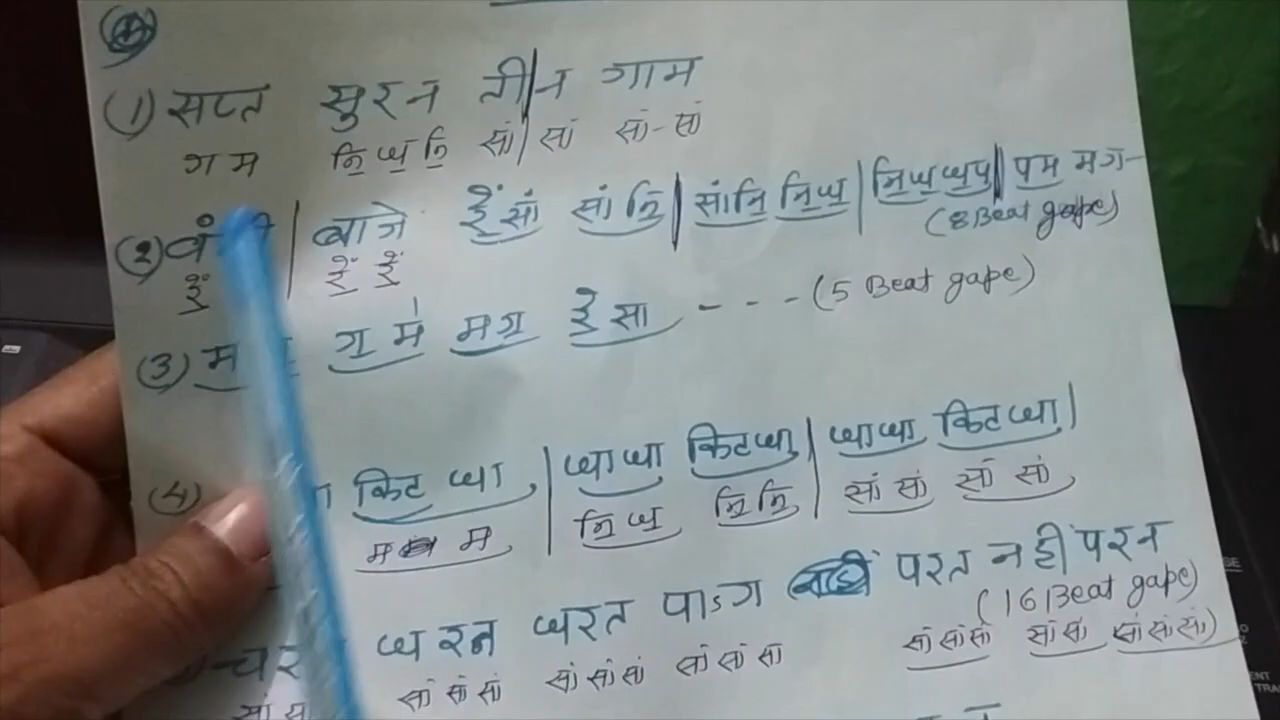 (1) सप्त सुरन ती|न गाम
ग म नि॒ ध॒ नि॒ सां| सां सां-सां
(2) बाजे रें॒सां सांनि॒ | सांनि॒ नि॒ध॒ | नि॒ध॒ध॒प | पम मग-
रें॒ रें॒ रें॒ (8 Beat gape)
(3) ग॒म॑ मग॒ रे॒सा - - - (5 Beat gape)
(4) किट धा | धाधा किटधा | धाधा किटधा |
म म नि॒ध॒ नि॒नि॒ सां सां सां सां
धरन धरत पाऽग परत नहीं परन
(16 Beat gape)
सां सां सां सां सां सां सां सां सां सां सां सां सां सां सां सां सां)